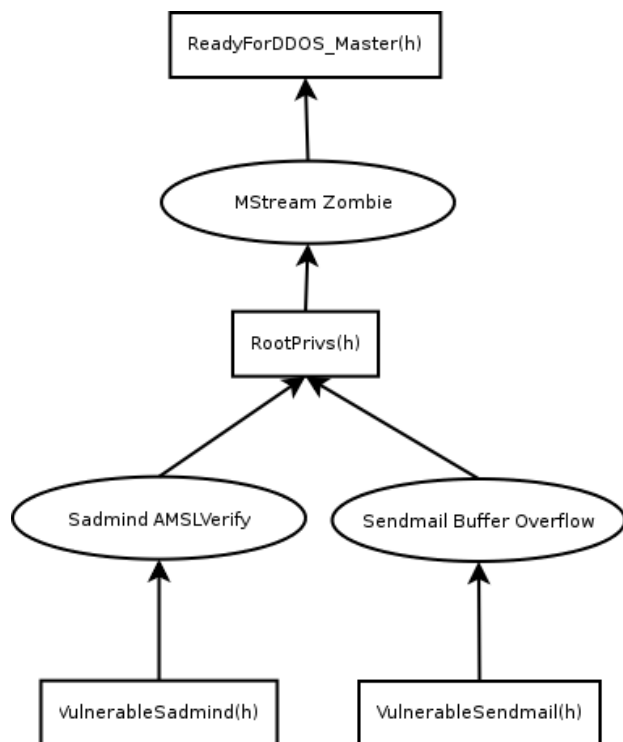 ReadyForDDOS_Master(h)
MStream Zombie
RootPrivs(h)
Sadmind AMSLVerify
Sendmail Buffer Overflow
VulnerableSadmind(h)
VulnerableSendmail(h)